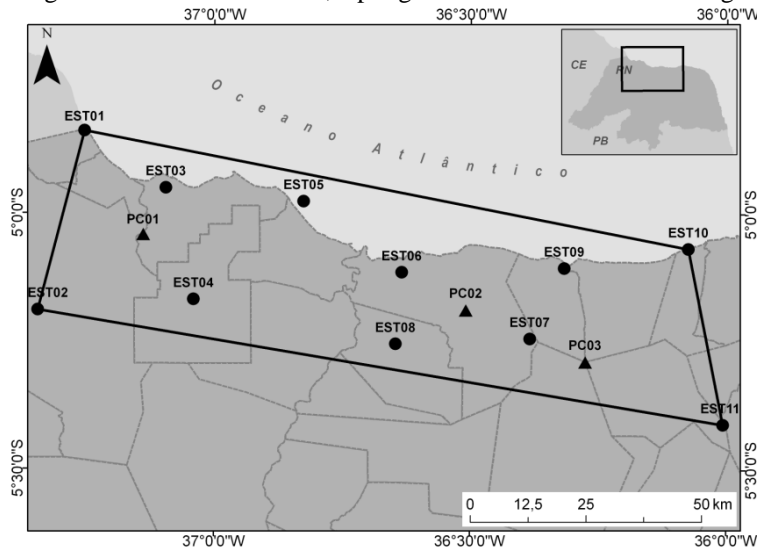 37°0'0"W
36°30'0"W
36°0'0"W
N
CE
RN
PB
Oceano Atlântico
EST01
EST03
EST05
PC01
5°0'0"S
5°0'0"S
EST10
EST06
EST09
EST02
EST04
PC02
EST08
EST07
PC03
EST11
5°30'0"S
5°30'0"S
0 12,5 25 50 km
37°0'0"W
36°30'0"W
36°0'0"W